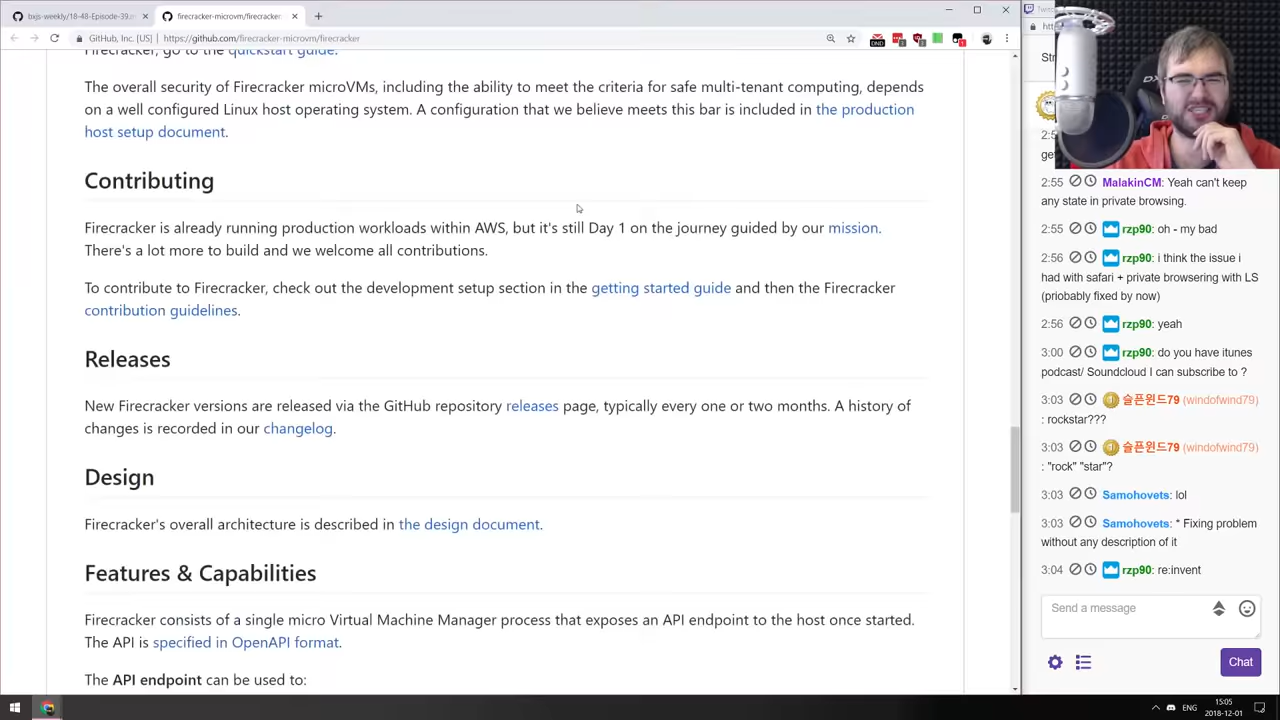 bxjs-weekly/18-48-Episode-39.
firecracker-microvm/firecracker
GitHub, Inc. [US]
https://github.com/firecracker-microvm/firecracker
Firecracker, go to the quickstart guide.
The overall security of Firecracker microVMs, including the ability to meet the criteria for safe multi-tenant computing, depends
on a well configured Linux host operating system. A configuration that we believe meets this bar is included in the production
host setup document.
Contributing
Firecracker is already running production workloads within AWS, but it's still Day 1 on the journey guided by our mission.
There's a lot more to build and we welcome all contributions.
To contribute to Firecracker, check out the development setup section in the getting started guide and then the Firecracker
contribution guidelines.
Releases
New Firecracker versions are released via the GitHub repository releases page, typically every one or two months. A history of
changes is recorded in our changelog.
Design
Firecracker's overall architecture is described in the design document.
Features & Capabilities
Firecracker consists of a single micro Virtual Machine Manager process that exposes an API endpoint to the host once started.
The API is specified in OpenAPI format.
The API endpoint can be used to:
2:55 MalakinCM: Yeah can't keep
any state in private browsing.
2:55 rzp90: oh - my bad
2:56 rzp90: i think the issue i
had with safari + private browsering with LS
(priobably fixed by now)
2:56 rzp90: yeah
3:00 rzp90: do you have itunes
podcast/ Soundcloud I can subscribe to ?
3:03 슬픈윈드79 (windofwind79)
: rockstar???
3:03 슬픈윈드79 (windofwind79)
: "rock" "star"?
3:03 Samohovets: lol
3:03 Samohovets: * Fixing problem
without any description of it
3:04 rzp90: re:invent
Send a message
Chat
ENG
15:05
2018-12-01